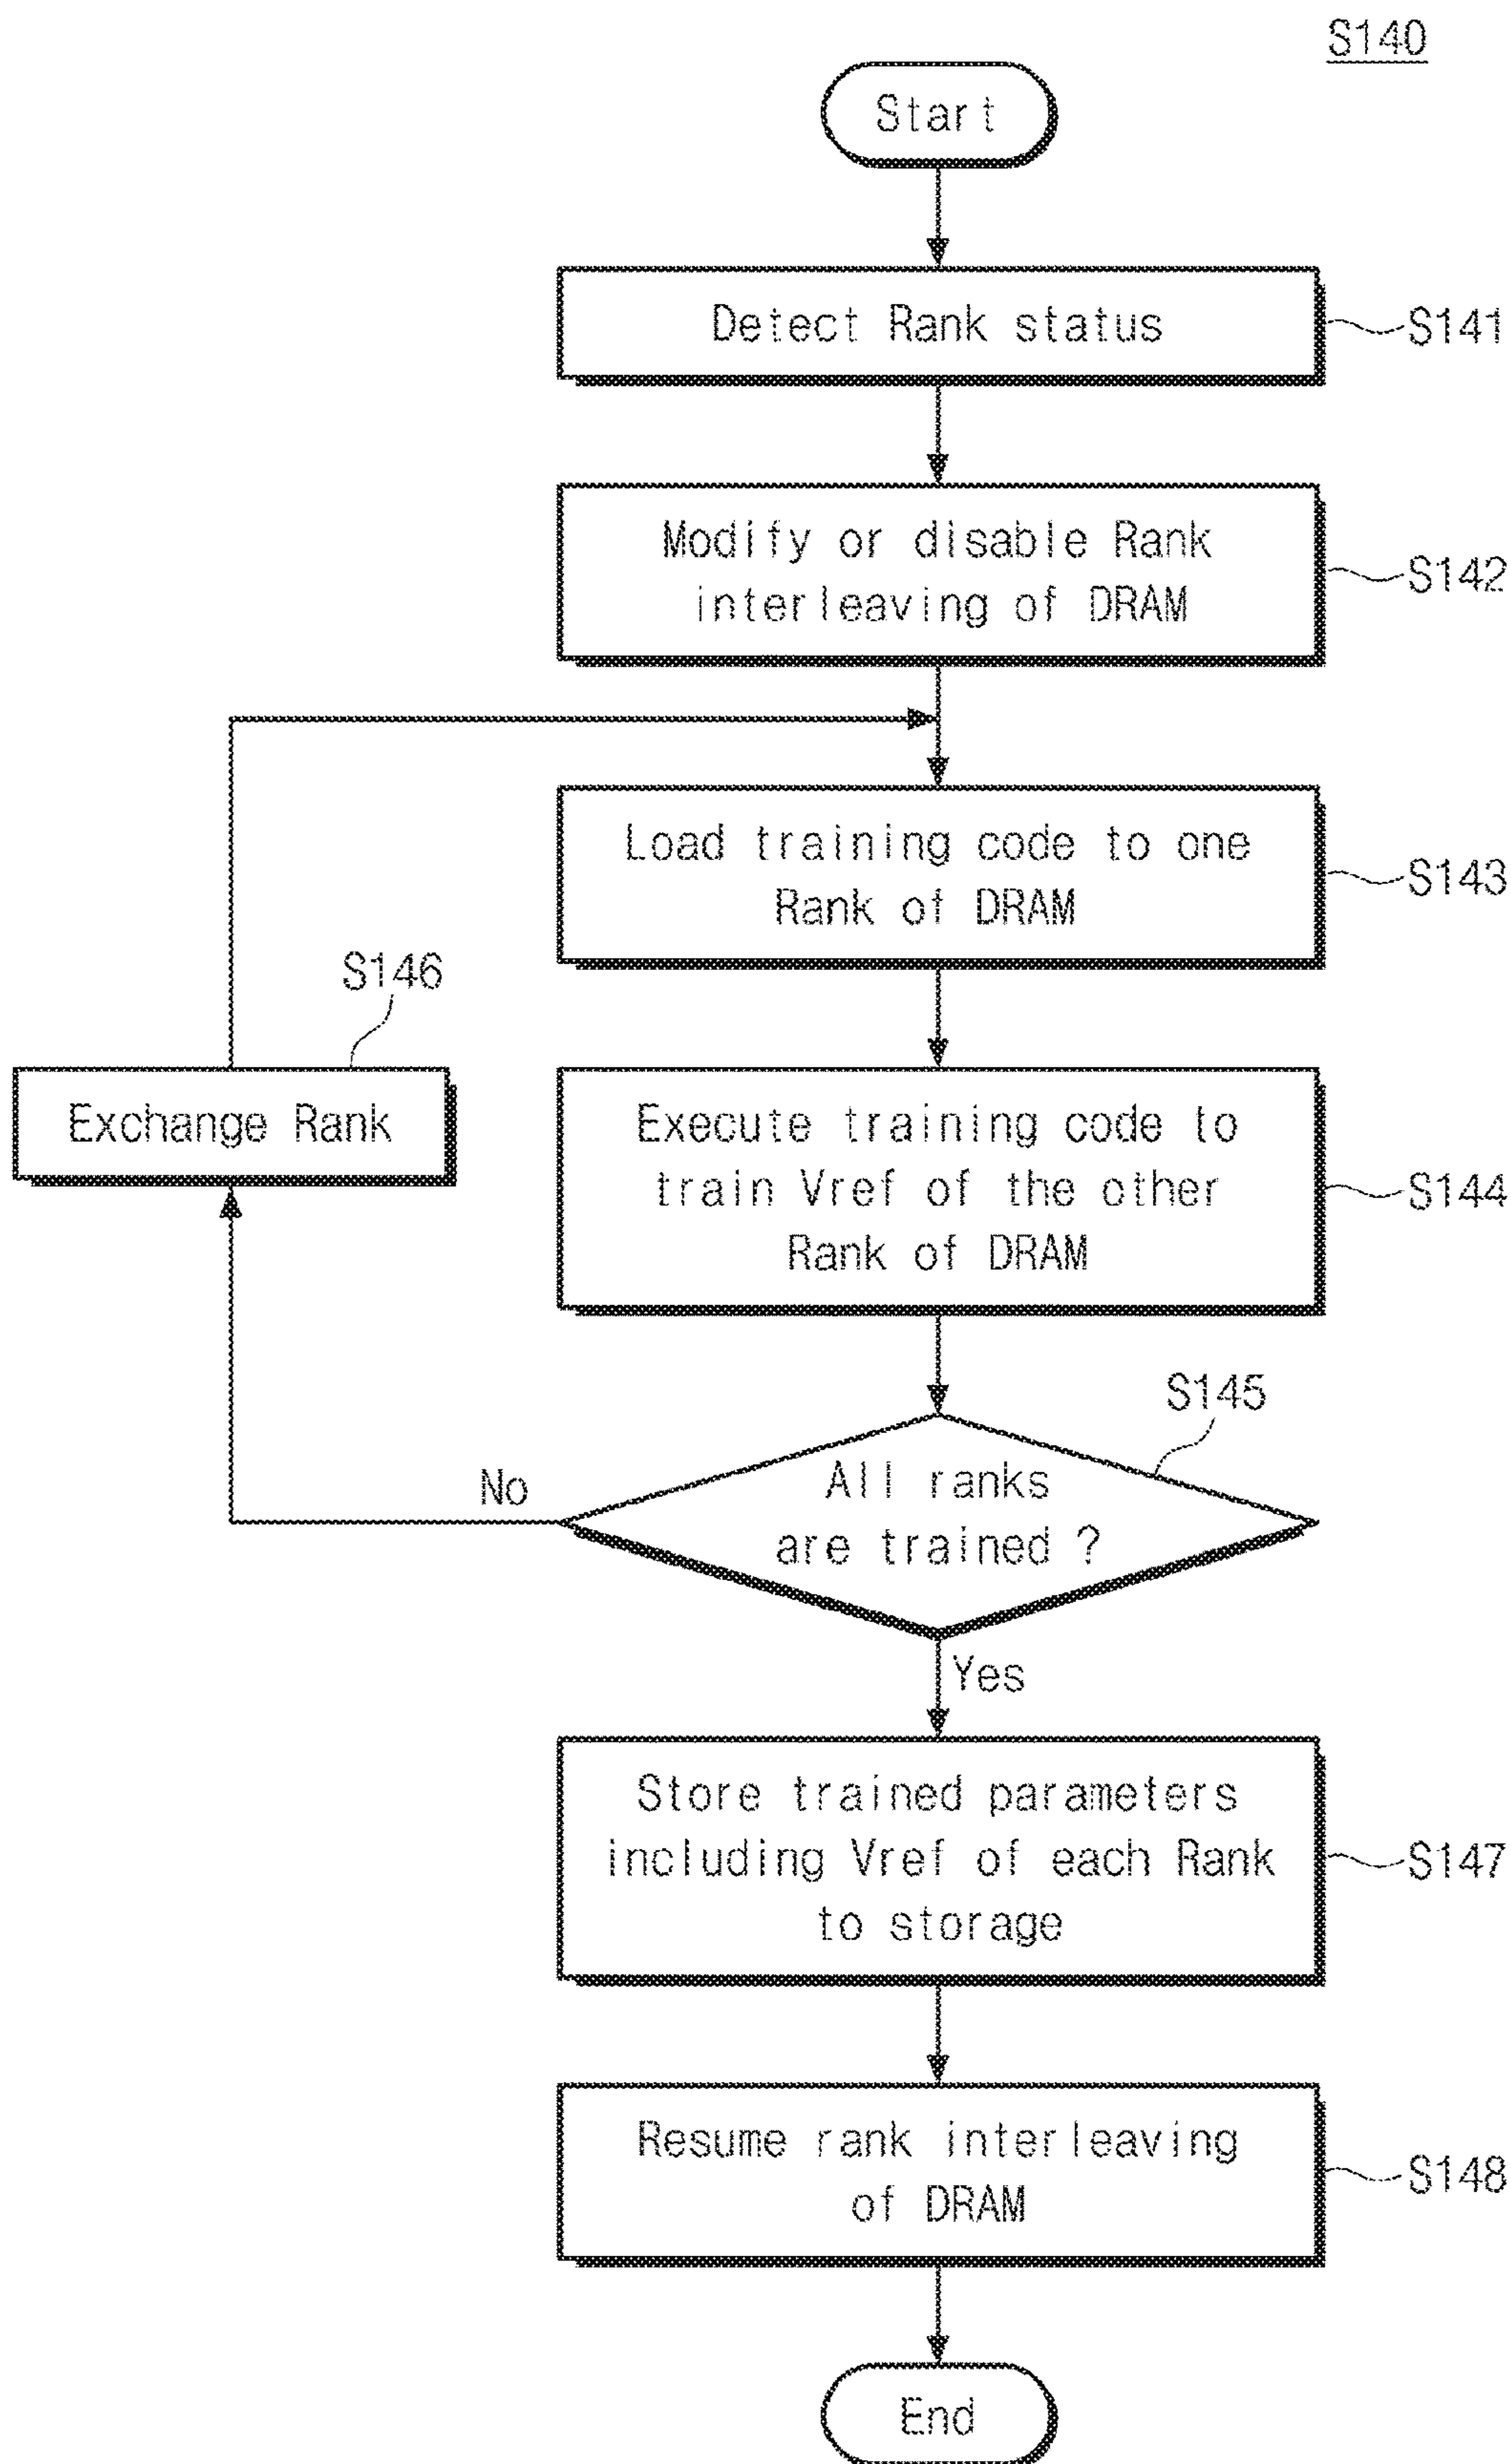 S140
Start
Detect Rank status
S141
Modify or disable Rank
interleaving of DRAM
S142
Load training code to one
Rank of DRAM
S143
S146
Exchange Rank
Execute training code to
train Vref of the other
Rank of DRAM
S144
S145
No
All ranks
are trained ?
Yes
Store trained parameters
including Vref of each Rank
to storage
S147
Resume rank interleaving
of DRAM
S148
End